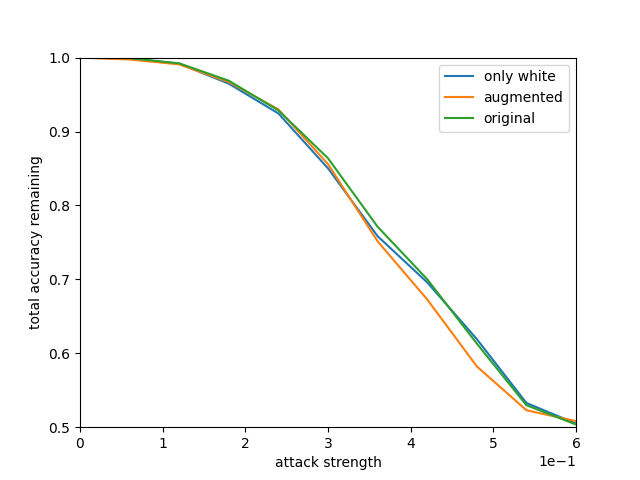 1.0
0.9
0.8
0.7
0.6
0.5
total accuracy remaining
only white
augmented
original
0 1 2 3 4 5 6
attack strength
1e−1